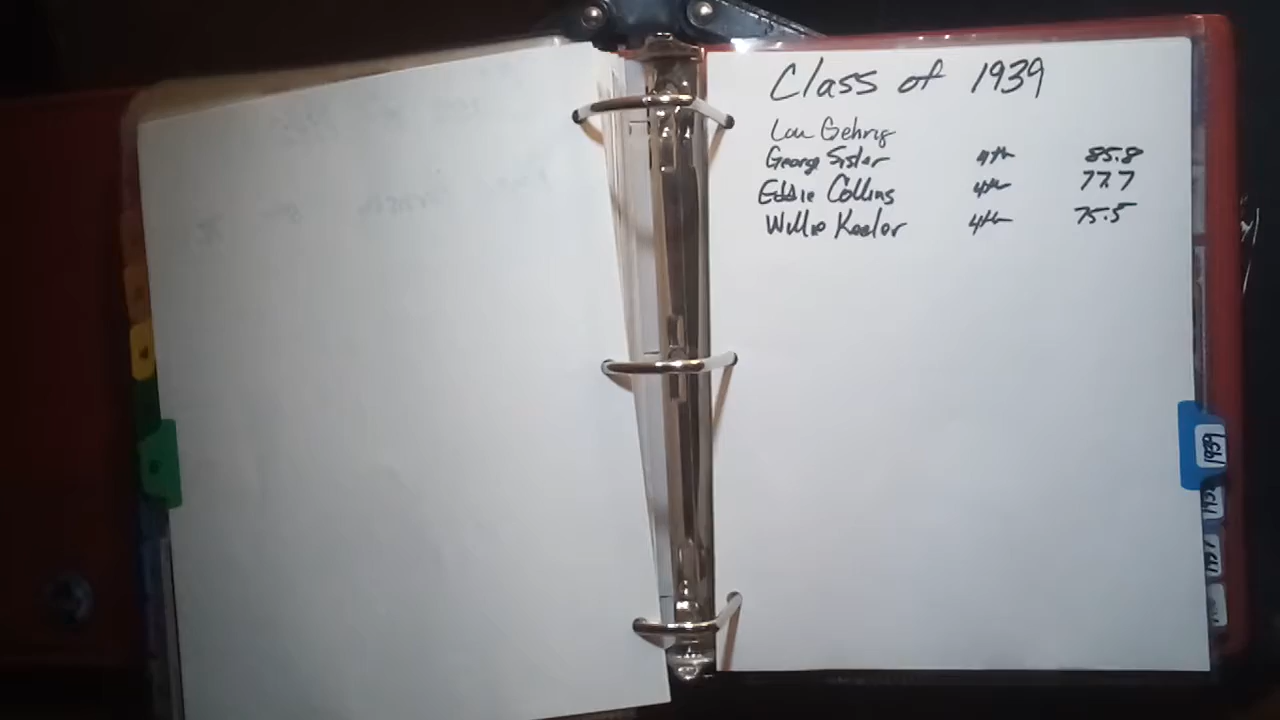 Class of 1939
Lou Gehrig
George Sisler 4th 85.8
Eddie Collins 4th 77.7
Willie Keeler 4th 75.5
1939